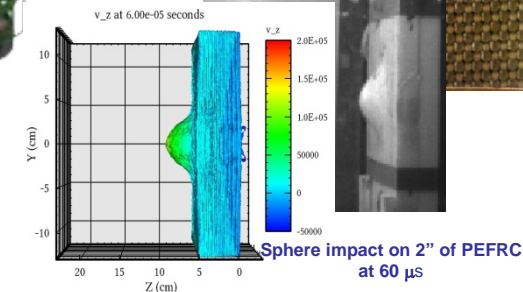 v_z at 6.00e-05 seconds
v_z
2.0E+05
1.5E+05
1.0E+05
50000
0
-50000
Y (cm)
10
5
0
-5
-10
20 15 10 5 0
Z (cm)
Sphere impact on 2” of PEFRC
at 60 μs